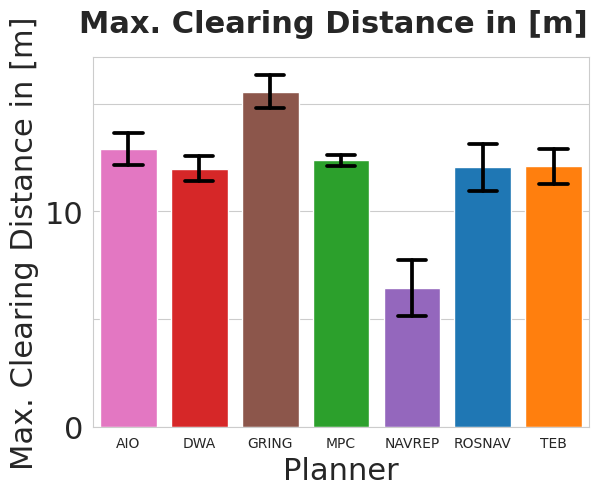 Max. Clearing Distance in [m]
Max. Clearing Distance in [m]
10
0
AIO DWA GRING MPC NAVREP ROSNAV TEB
Planner